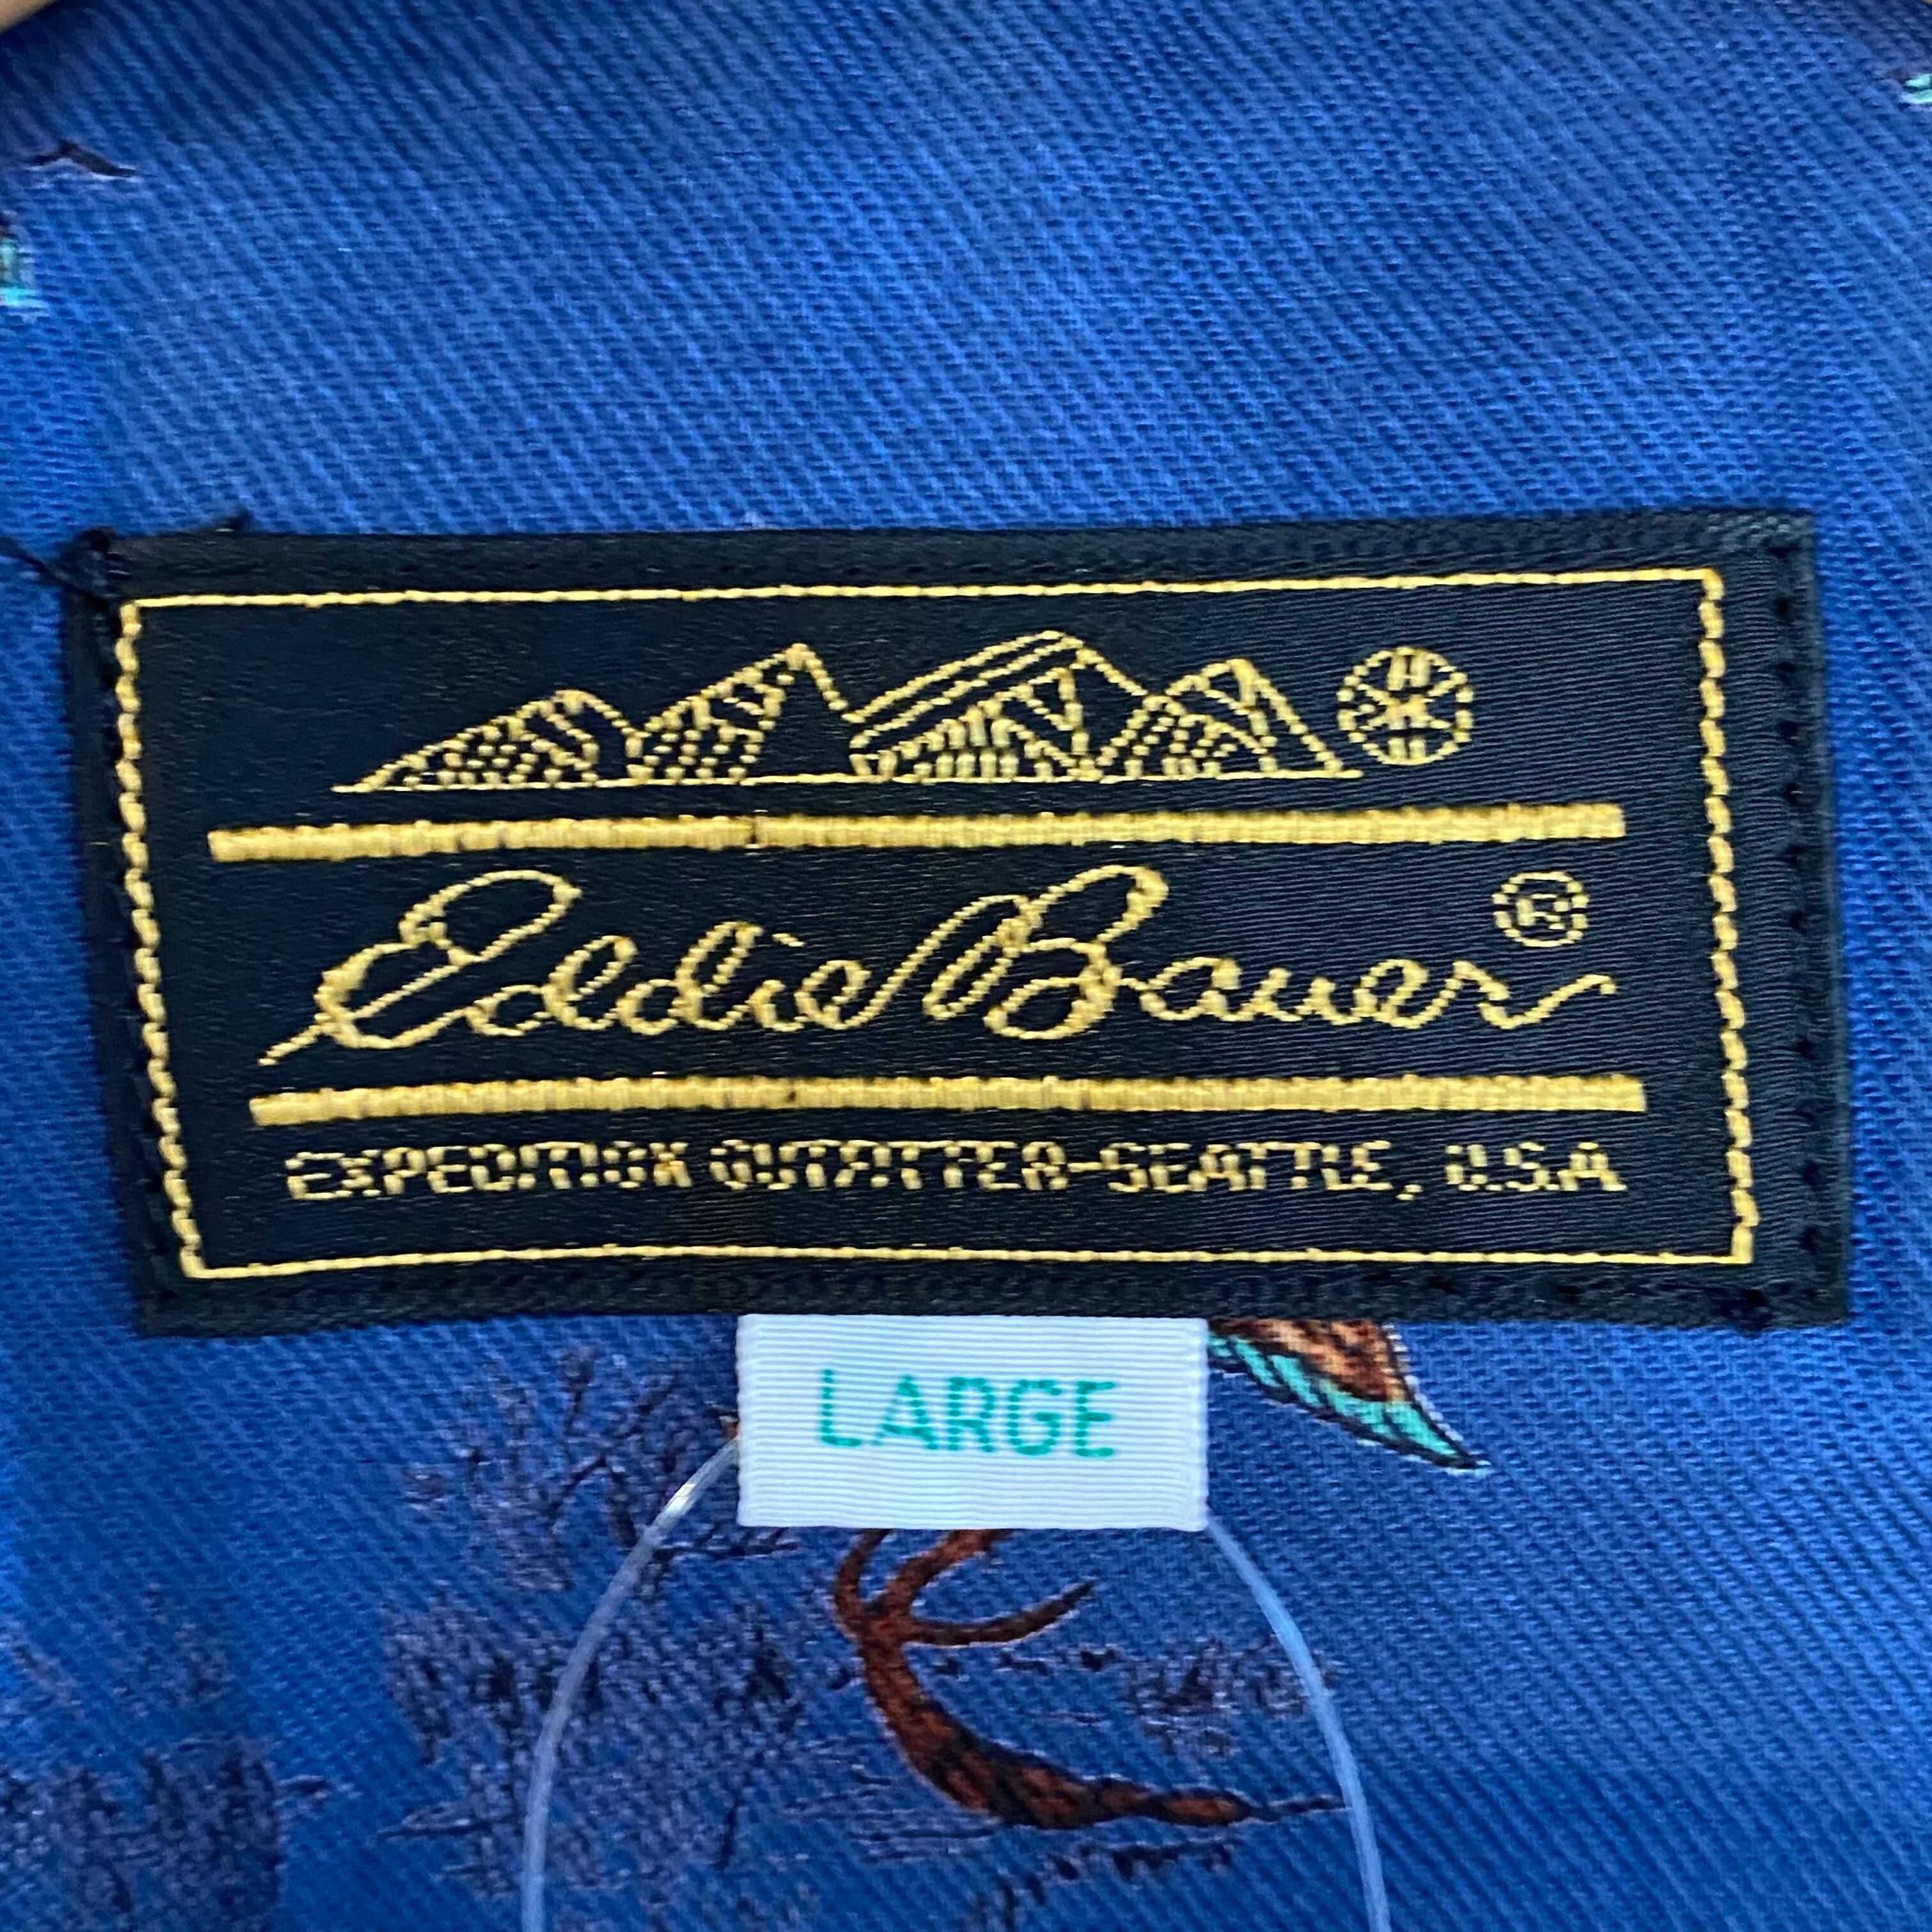 Eddie Bauer ®
EXPEDITION OUTFITTER-SEATTLE, U.S.A.
LARGE